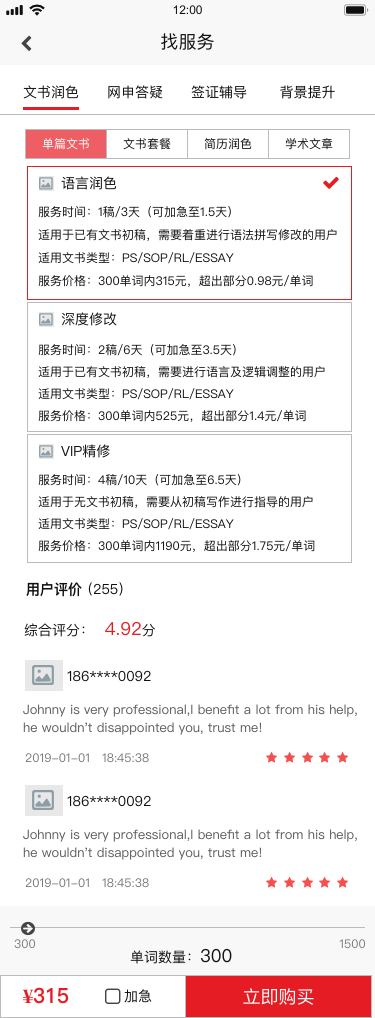 12:00
找服务
文书润色 网申答疑 签证辅导 背景提升
单篇文书 文书套餐 简历润色 学术文章
语言润色
服务时间：1稿/3天（可加急至1.5天）
适用于已有文书初稿，需要着重进行语法拼写修改的用户
适用文书类型：PS/SOP/RL/ESSAY
服务价格：300单词内315元，超出部分0.98元/单词
深度修改
服务时间：2稿/6天（可加急至3.5天）
适用于已有文书初稿，需要进行语言及逻辑调整的用户
适用文书类型：PS/SOP/RL/ESSAY
服务价格：300单词内525元，超出部分1.4元/单词
VIP精修
服务时间：4稿/10天（可加急至6.5天）
适用于无文书初稿，需要从初稿写作进行指导的用户
适用文书类型：PS/SOP/RL/ESSAY
服务价格：300单词内1190元，超出部分1.75元/单词
用户评价 (255)
综合评分： 4.92分
186****0092
Johnny is very professional,I benefit a lot from his help,
he wouldn't disappointed you, trust me!
2019-01-01 18:45:38
186****0092
Johnny is very professional,I benefit a lot from his help,
he wouldn't disappointed you, trust me!
2019-01-01 18:45:38
300 1500
单词数量：300
¥315 加急 立即购买